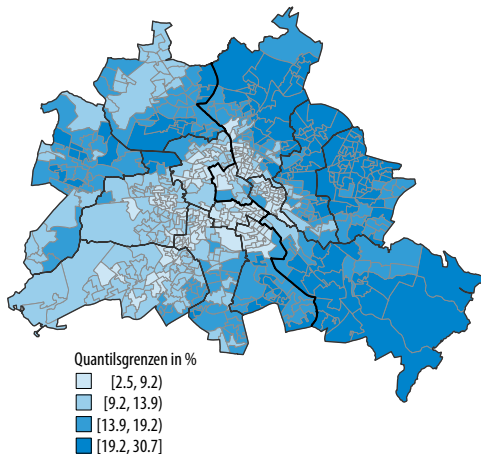 Quantilsgrenzen in %
[2.5, 9.2)
[9.2, 13.9)
[13.9, 19.2)
[19.2, 30.7]